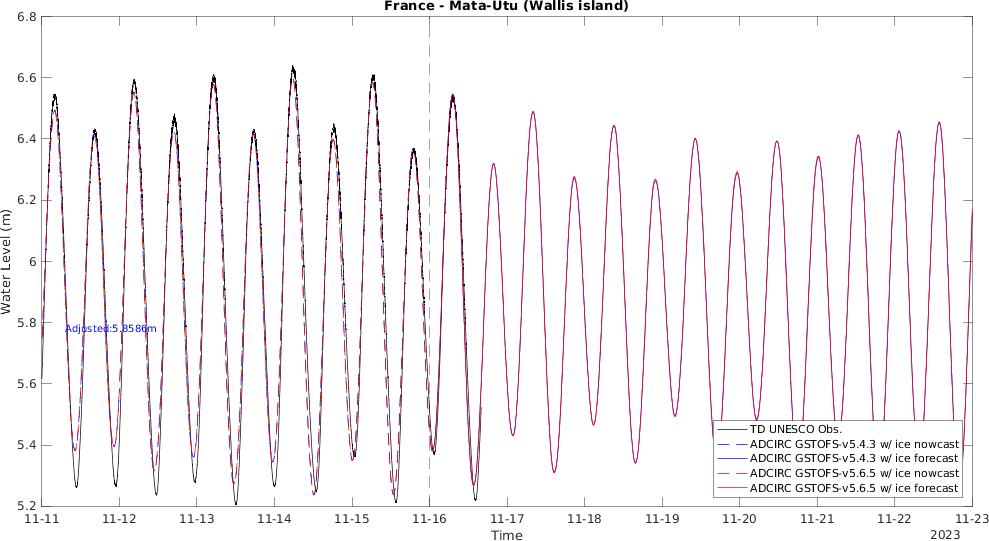 France - Mata-Utu (Wallis island)
6.8
6.6
6.4
6.2
6
5.8
5.6
5.4
5.2
Water Level (m)
Adjusted:5.8586m
TD UNESCO Obs.
ADCIRC GSTOFS-v5.4.3 w/ ice nowcast
ADCIRC GSTOFS-v5.4.3 w/ ice forecast
ADCIRC GSTOFS-v5.6.5 w/ ice nowcast
ADCIRC GSTOFS-v5.6.5 w/ ice forecast
11-11 11-12 11-13 11-14 11-15 11-16 11-17 11-18 11-19 11-20 11-21 11-22 11-23
Time
2023